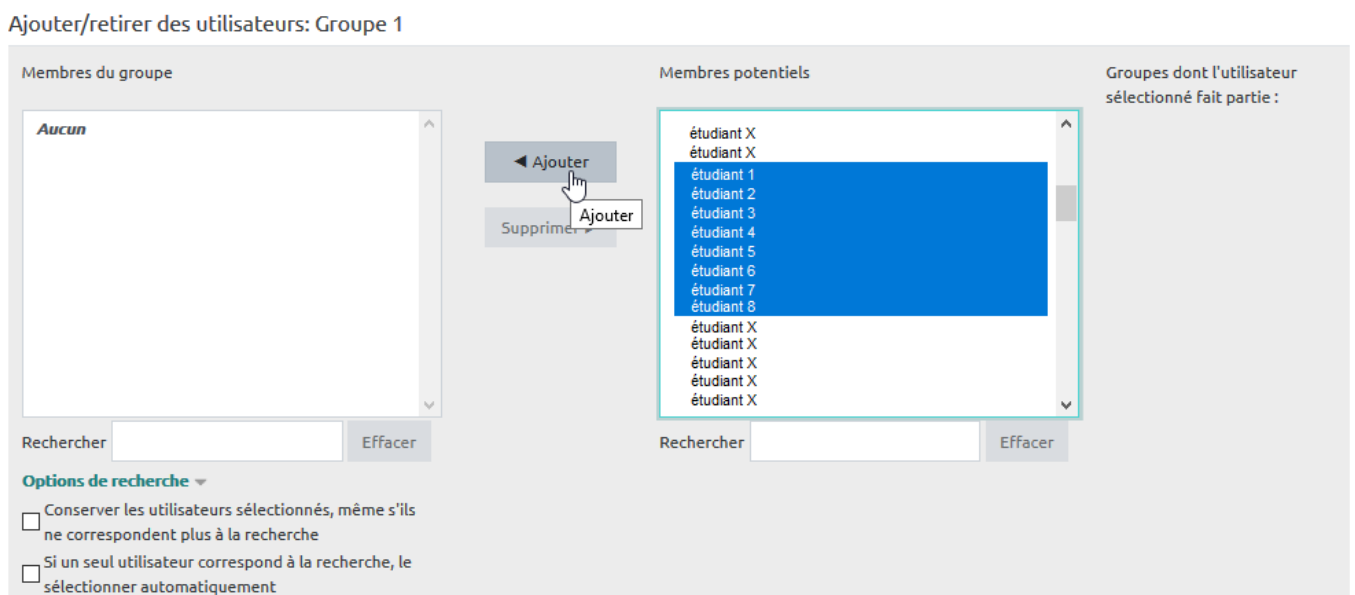 Ajouter/retirer des utilisateurs: Groupe 1
Membres du groupe
Aucun
Rechercher
Effacer
Options de recherche
Conserver les utilisateurs sélectionnés, même s'ils
ne correspondent plus à la recherche
Si un seul utilisateur correspond à la recherche, le
sélectionner automatiquement
◄ Ajouter
Ajouter
Supprimer
Membres potentiels
étudiant X
étudiant X
étudiant 1
étudiant 2
étudiant 3
étudiant 4
étudiant 5
étudiant 6
étudiant 7
étudiant 8
étudiant X
étudiant X
étudiant X
étudiant X
étudiant X
Rechercher
Effacer
Groupes dont l'utilisateur
sélectionné fait partie :